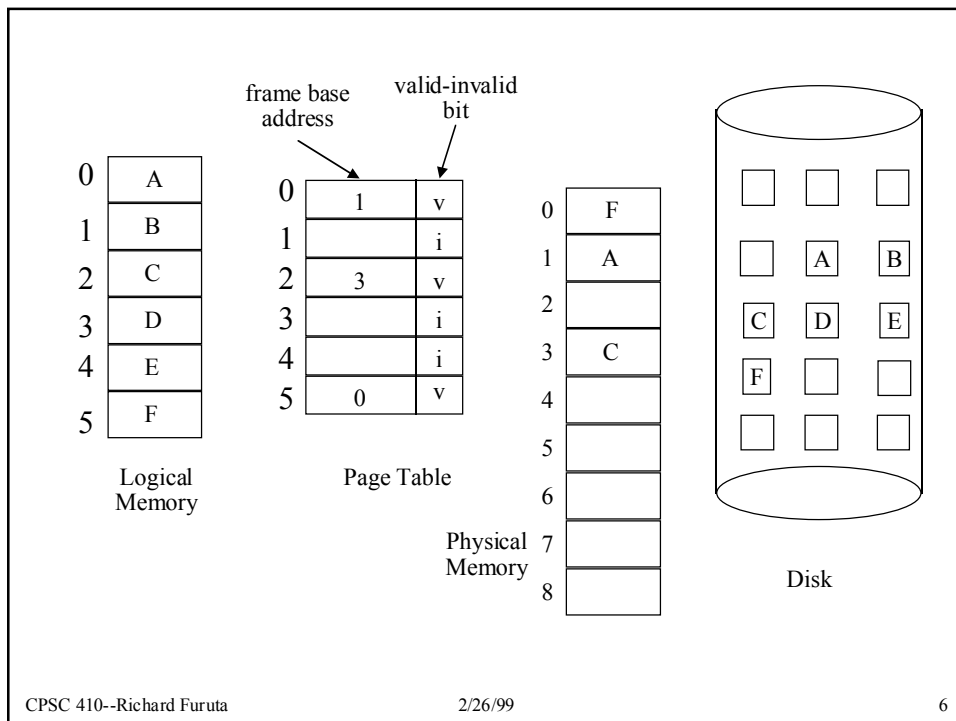 frame base
address
valid-invalid
bit
0 A
1 B
2 C
3 D
4 E
5 F
Logical
Memory
0 1 v
1 i
2 3 v
3 i
4 i
5 0 v
Page Table
0 F
1 A
2
3 C
4
5
6
7
8
Physical
Memory
A B
C D E
F
Disk
CPSC 410--Richard Furuta 2/26/99 6